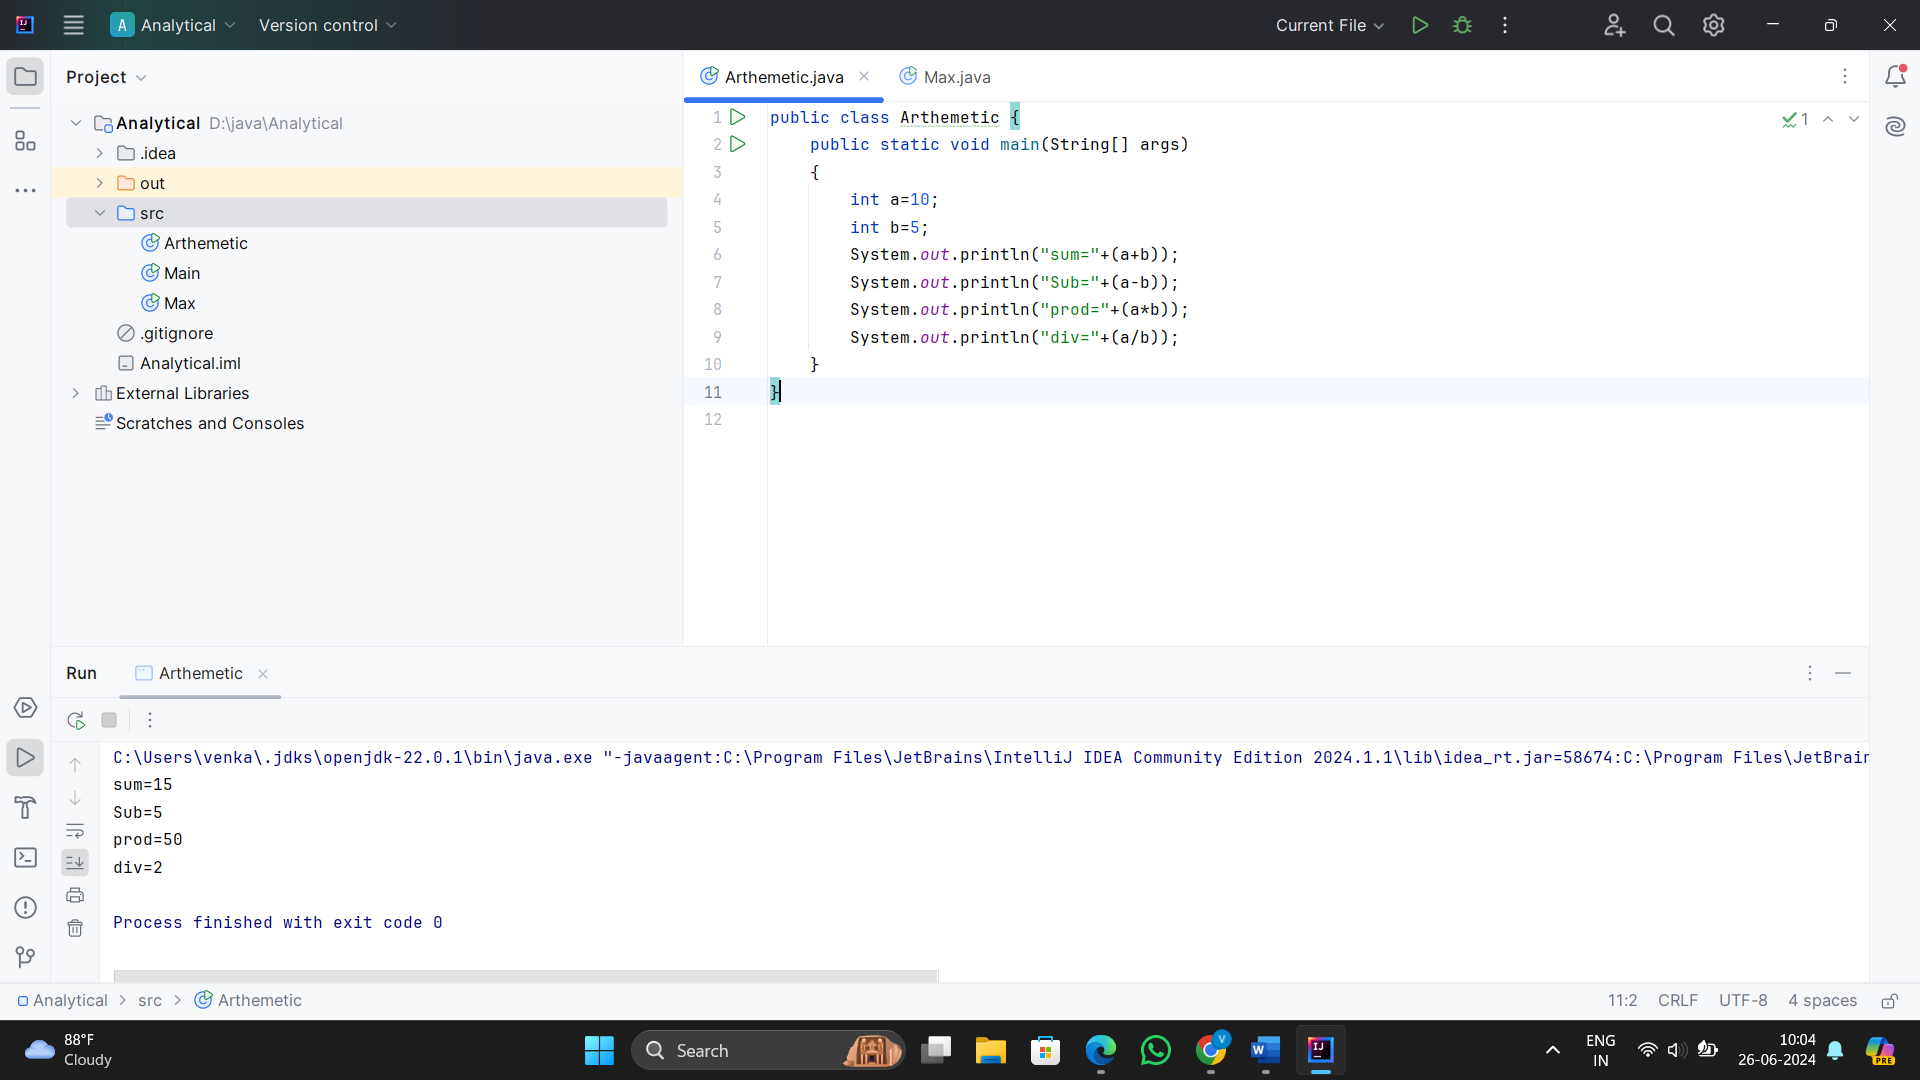 A Analytical Version control Current File
Project
Analytical D:\java\Analytical
.idea
out
src
Arthemetic
Main
Max
.gitignore
Analytical.iml
External Libraries
Scratches and Consoles
Arthemetic.java Max.java
1 public class Arthemetic {
2 public static void main(String[] args)
3 {
4 int a=10;
5 int b=5;
6 System.out.println("sum="+(a+b));
7 System.out.println("Sub="+(a-b));
8 System.out.println("prod="+(a*b));
9 System.out.println("div="+(a/b));
10 }
11 }
12
1
Run Arthemetic
C:\Users\venka\.jdks\openjdk-22.0.1\bin\java.exe "-javaagent:C:\Program Files\JetBrains\IntelliJ IDEA Community Edition 2024.1.1\lib\idea_rt.jar=58674:C:\Program Files\JetBrain
sum=15
Sub=5
prod=50
div=2
Process finished with exit code 0
Analytical src Arthemetic 11:2 CRLF UTF-8 4 spaces
88°F
Cloudy
Search
V
W
IJ
ENG
IN
10:04
26-06-2024
PRE